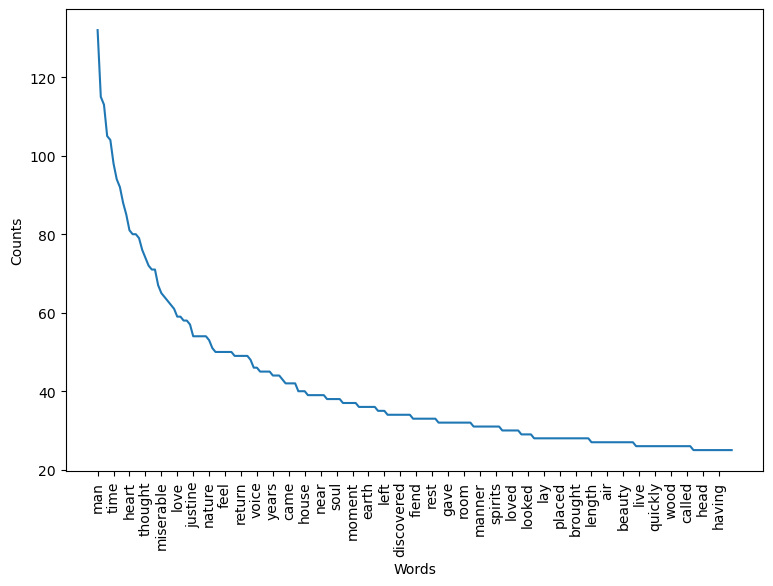 Counts
120
100
80
60
40
20
man
time
heart
thought
miserable
love
justine
nature
feel
return
voice
years
came
house
near
soul
moment
earth
left
discovered
fiend
rest
gave
room
manner
spirits
loved
looked
lay
placed
brought
length
air
beauty
live
quickly
wood
called
head
having
Words